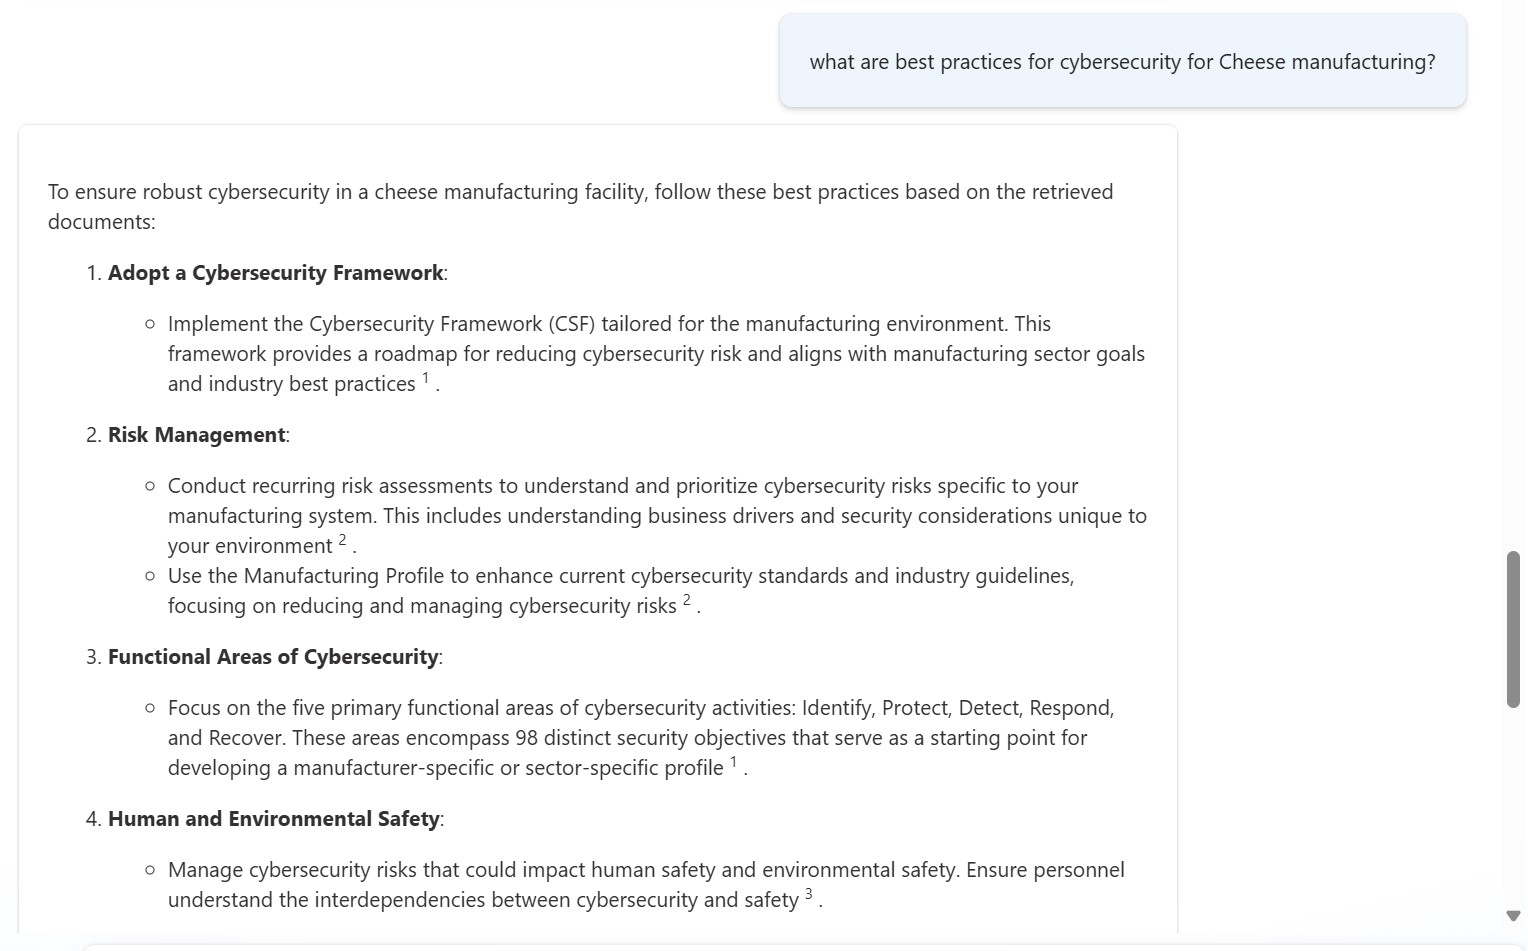 what are best practices for cybersecurity for Cheese manufacturing?
To ensure robust cybersecurity in a cheese manufacturing facility, follow these best practices based on the retrieved
documents:
1. Adopt a Cybersecurity Framework:
○ Implement the Cybersecurity Framework (CSF) tailored for the manufacturing environment. This
framework provides a roadmap for reducing cybersecurity risk and aligns with manufacturing sector goals
and industry best practices 1 .
2. Risk Management:
○ Conduct recurring risk assessments to understand and prioritize cybersecurity risks specific to your
manufacturing system. This includes understanding business drivers and security considerations unique to
your environment 2 .
○ Use the Manufacturing Profile to enhance current cybersecurity standards and industry guidelines,
focusing on reducing and managing cybersecurity risks 2 .
3. Functional Areas of Cybersecurity:
○ Focus on the five primary functional areas of cybersecurity activities: Identify, Protect, Detect, Respond,
and Recover. These areas encompass 98 distinct security objectives that serve as a starting point for
developing a manufacturer-specific or sector-specific profile 1 .
4. Human and Environmental Safety:
○ Manage cybersecurity risks that could impact human safety and environmental safety. Ensure personnel
understand the interdependencies between cybersecurity and safety 3 .